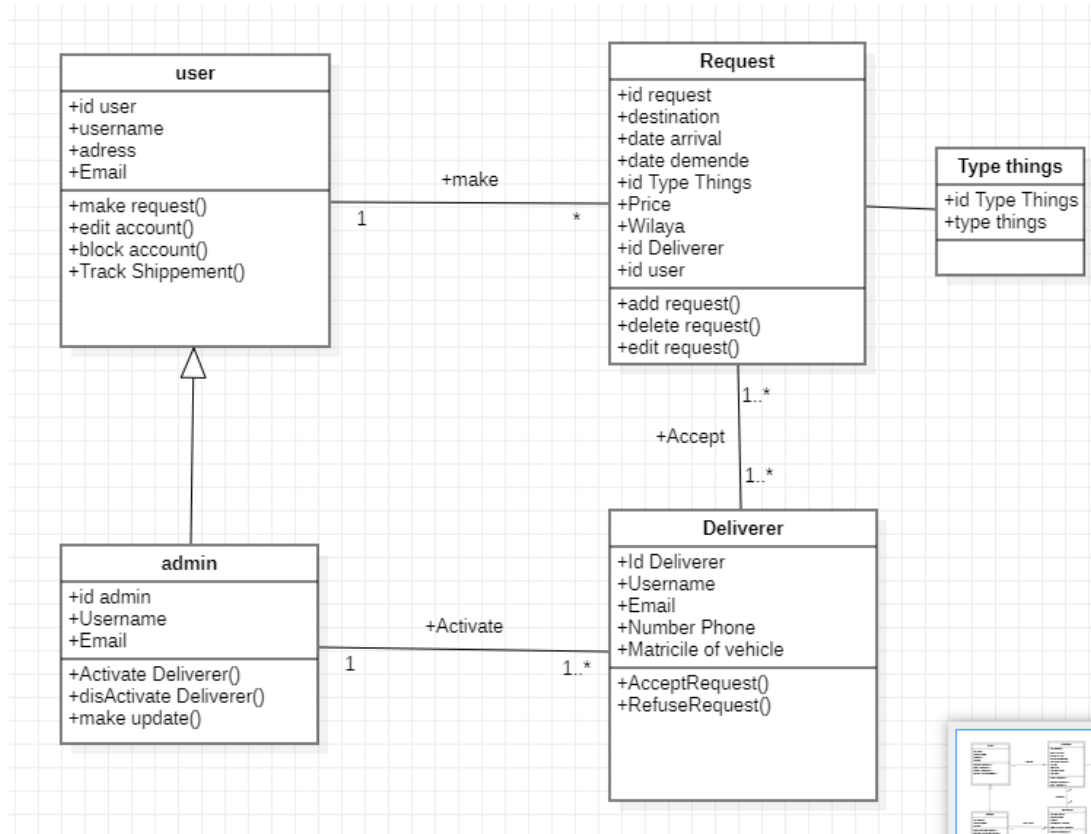 user
+id user
+username
+adress
+Email
+make request()
+edit account()
+block account()
+Track Shippement()
+make
1
*
Request
+id request
+destination
+date arrival
+date demende
+id Type Things
+Price
+Wilaya
+id Deliverer
+id user
+add request()
+delete request()
+edit request()
Type things
+id Type Things
+type things
1..*
+Accept
1..*
admin
+id admin
+Username
+Email
+Activate Deliverer()
+disActivate Deliverer()
+make update()
+Activate
1
1..*
Deliverer
+Id Deliverer
+Username
+Email
+Number Phone
+Matricile of vehicle
+AcceptRequest()
+RefuseRequest()